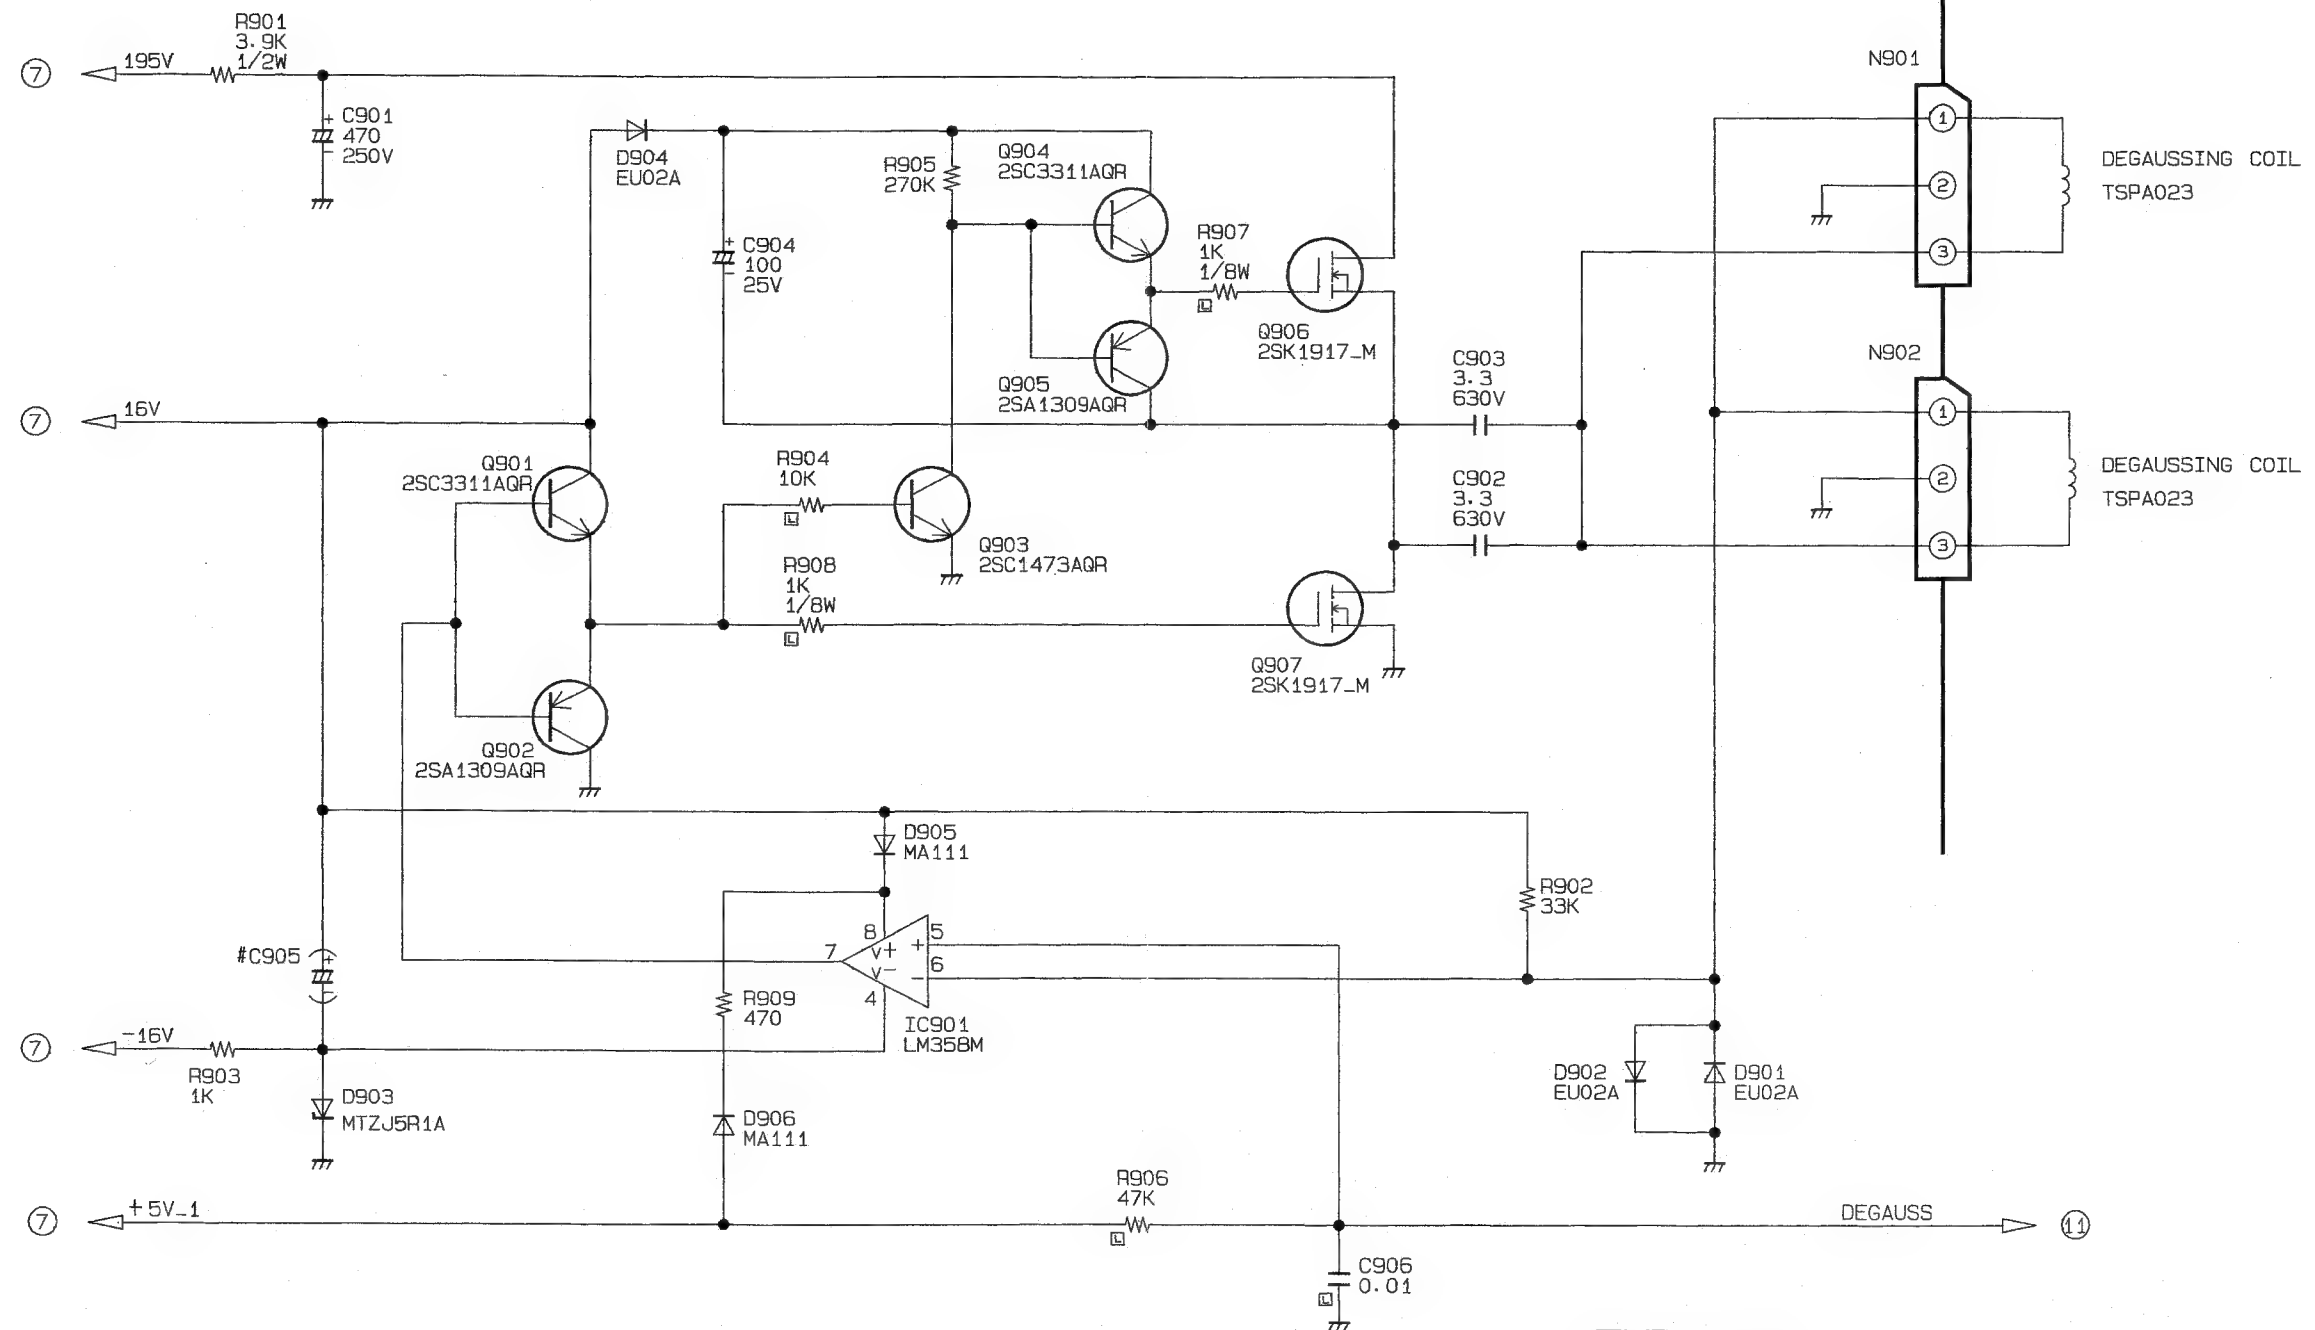 R901
3.9K
1/2W
7
195V
C901
+
470
−
250V
D904
EU02A
R905
270K
Q904
2SC3311AQR
+
C904
100
−
25V
R907
1K
1/8W
L
Q906
2SK1917_M
Q905
2SA1309AQR
N901
1
2
3
DEGAUSSING COIL
TSPA023
C903
3.3
630V
N902
1
2
3
DEGAUSSING COIL
TSPA023
7
16V
Q901
2SC3311AQR
R904
10K
L
C902
3.3
630V
Q903
2SC1473AQR
R908
1K
1/8W
L
Q907
2SK1917_M
Q902
2SA1309AQR
D905
MA111
R902
33K
#C905
+
7
8
V+
V−
4
+
5
−
6
IC901
LM358M
R909
470
7
−16V
R903
1K
D903
MTZJ5R1A
D902
EU02A
D901
EU02A
D906
MA111
7
+5V_1
R906
47K
L
DEGAUSS
11
C906
0.01
L